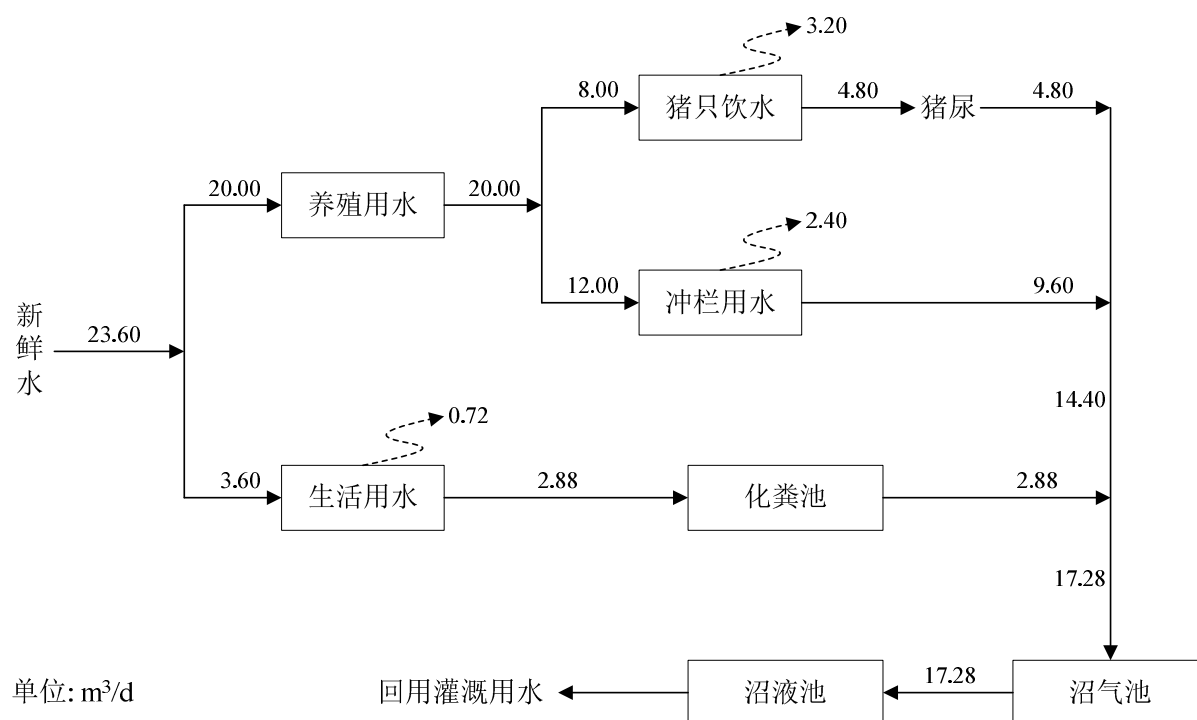 3.20
8.00
猪只饮水
4.80
猪尿
4.80
20.00
养殖用水
20.00
2.40
12.00
冲栏用水
9.60
新鲜水
23.60
14.40
0.72
3.60
生活用水
2.88
化粪池
2.88
17.28
单位: m³/d
回用灌溉用水
沼液池
17.28
沼气池